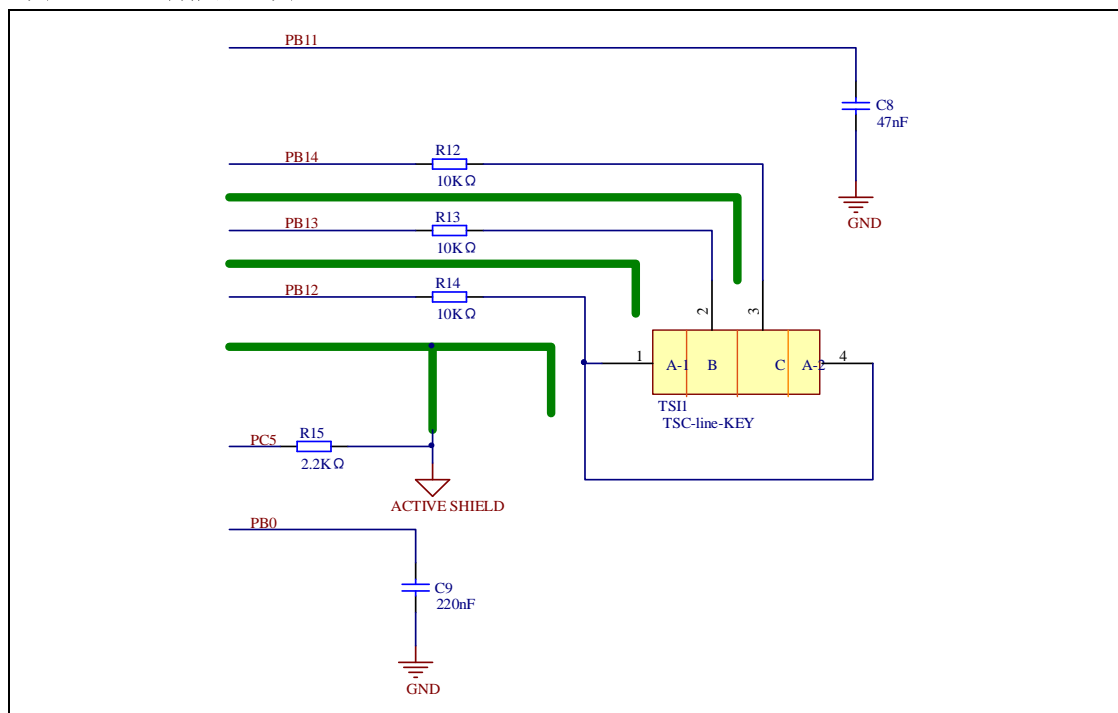 PB11
C8
47nF
GND
PB14
R12
10KΩ
PB13
R13
10KΩ
PB12
R14
10KΩ
2
3
1
A-1
B
C
A-2
4
TSI1
TSC-line-KEY
PC5
R15
2.2KΩ
ACTIVE SHIELD
PB0
C9
220nF
GND